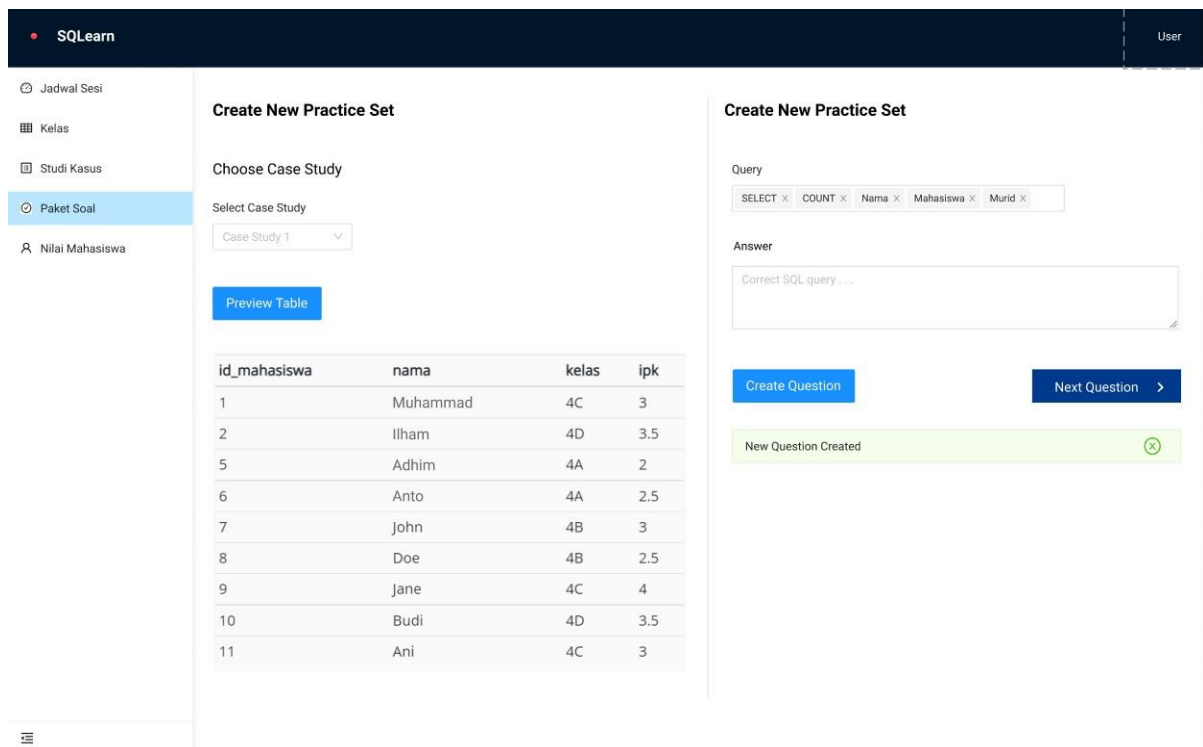 SQLearn
User
Jadwal Sesi
Kelas
Studi Kasus
Paket Soal
Nilai Mahasiswa
Create New Practice Set
Choose Case Study
Select Case Study
Case Study 1
Preview Table
id_mahasiswa nama kelas ipk
1 Muhammad 4C 3
2 Ilham 4D 3.5
5 Adhim 4A 2
6 Anto 4A 2.5
7 John 4B 3
8 Doe 4B 2.5
9 Jane 4C 4
10 Budi 4D 3.5
11 Ani 4C 3
Create New Practice Set
Query
SELECT × COUNT × Nama × Mahasiswa × Murid ×
Answer
Correct SQL query . . .
Create Question
Next Question >
New Question Created